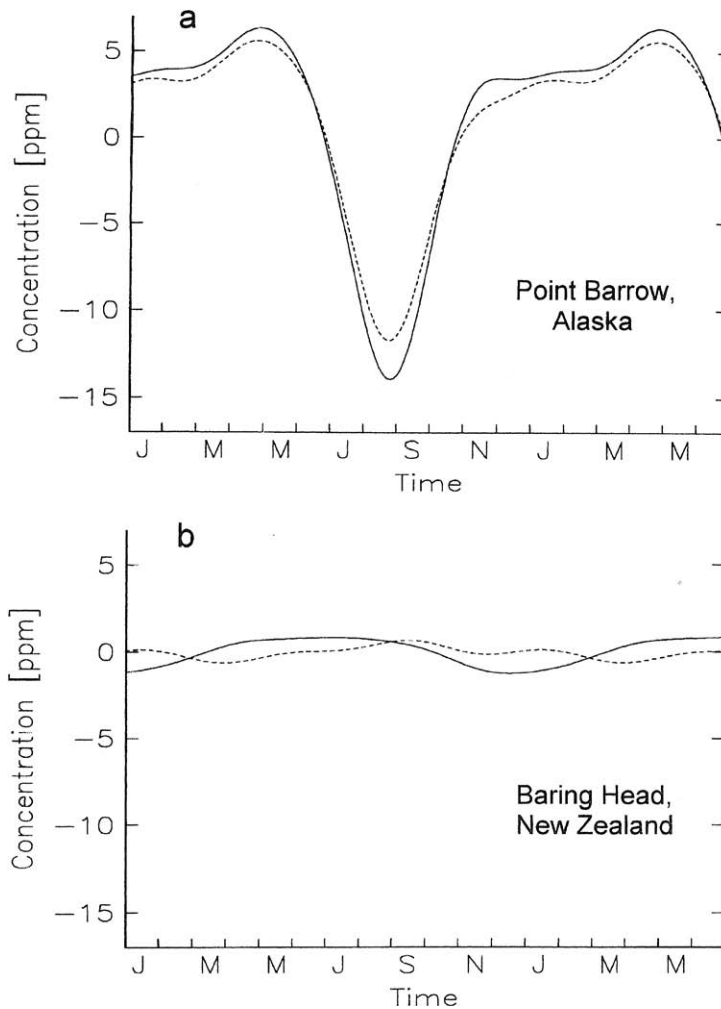 a
Concentration [ppm]
5
0
−5
−10
−15
Point Barrow,
Alaska
J M M J S N J M M
Time
b
Concentration [ppm]
5
0
−5
−10
−15
Baring Head,
New Zealand
J M M J S N J M M
Time